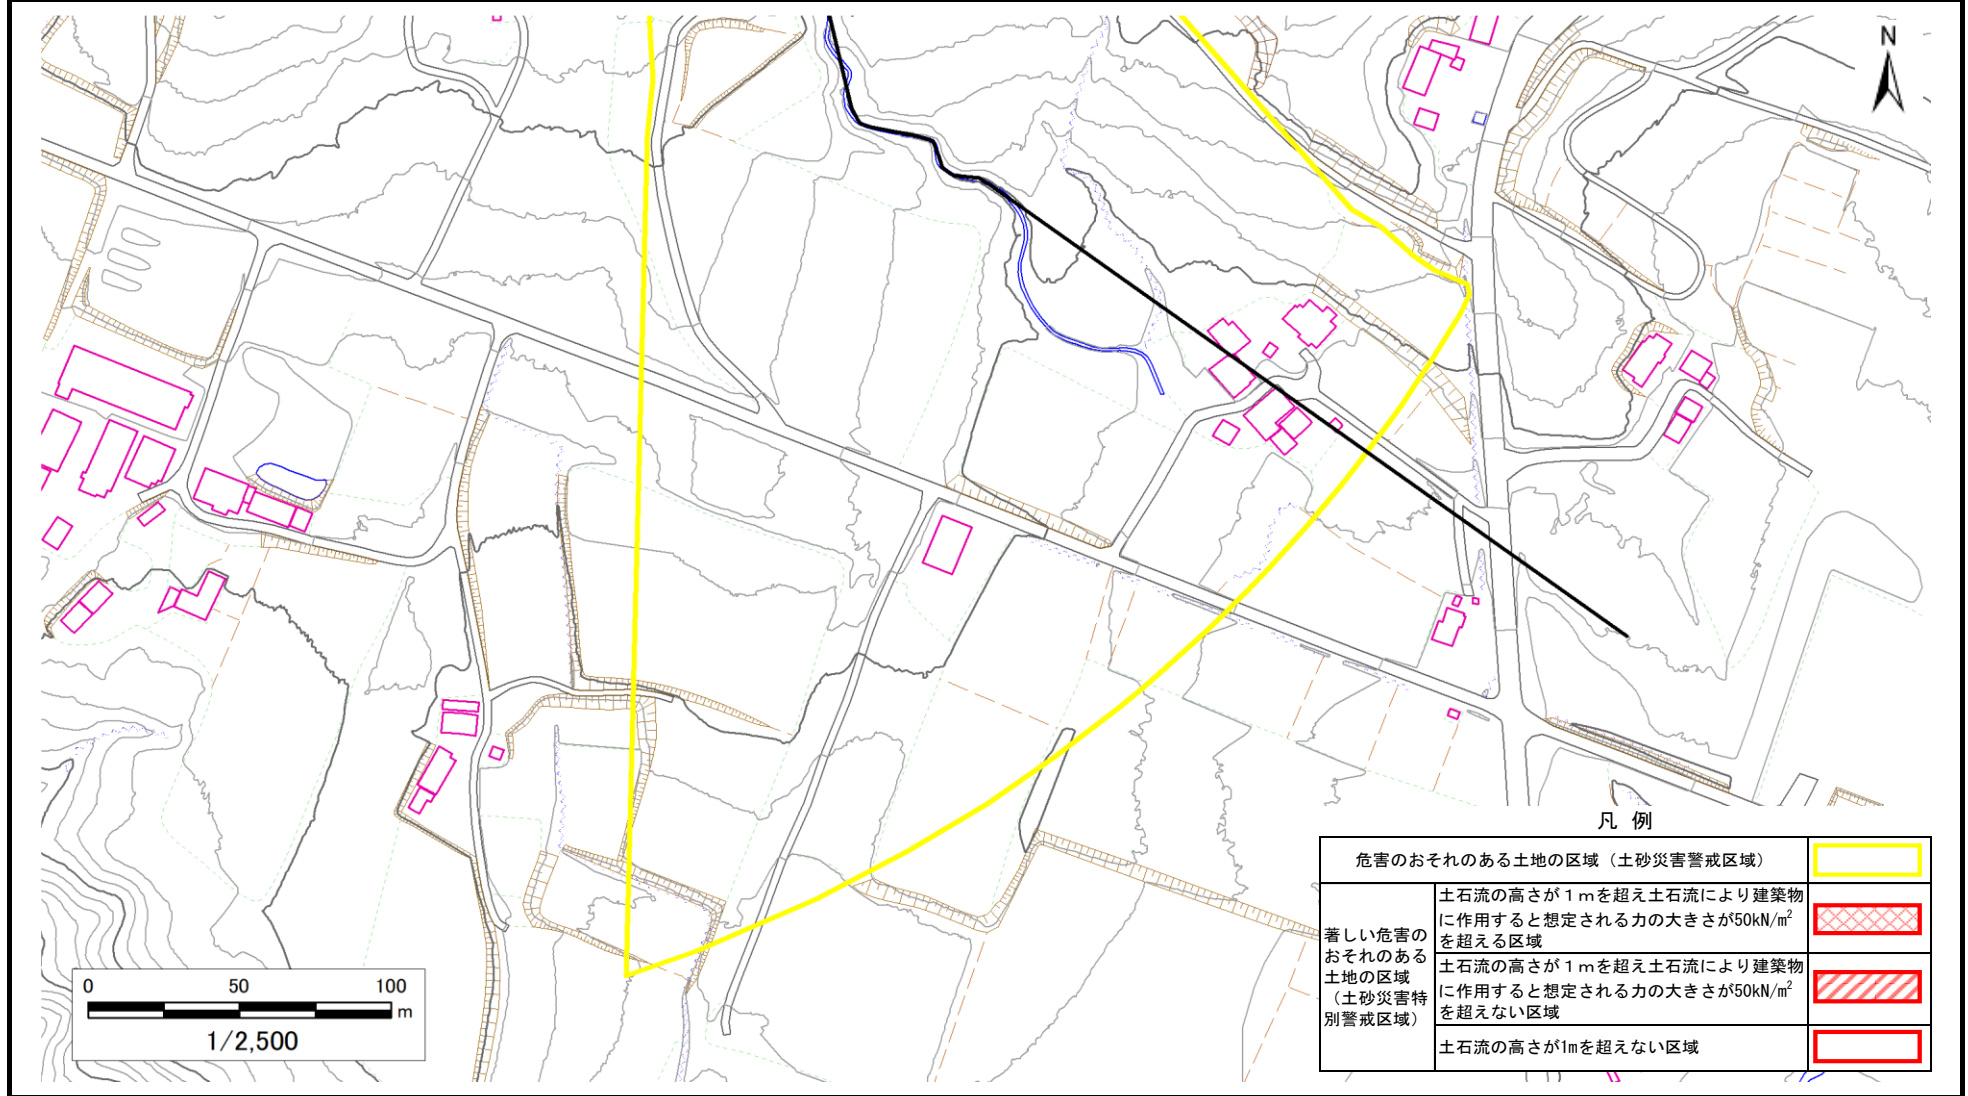 N
凡 例
危害のおそれのある土地の区域（土砂災害警戒区域）
著しい危害の
おそれのある
土地の区域
（土砂災害特
別警戒区域）
土石流の高さが１ｍを超え土石流により建築物
に作用すると想定される力の大きさが50kN/㎡
を超える区域
土石流の高さが１ｍを超え土石流により建築物
に作用すると想定される力の大きさが50kN/㎡
を超えない区域
土石流の高さが1mを超えない区域
0 50 100
m
1/2,500